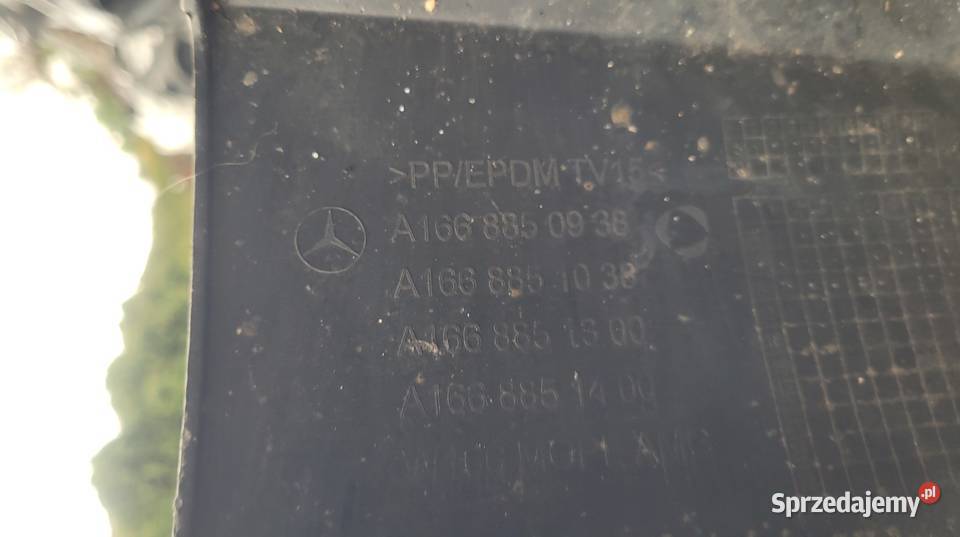 >PP/EPDM TV15<
A166 885 09 38
A166 885 10 38
A166 885 13 00
A166 885 14 00
Sprzedajemy.pl